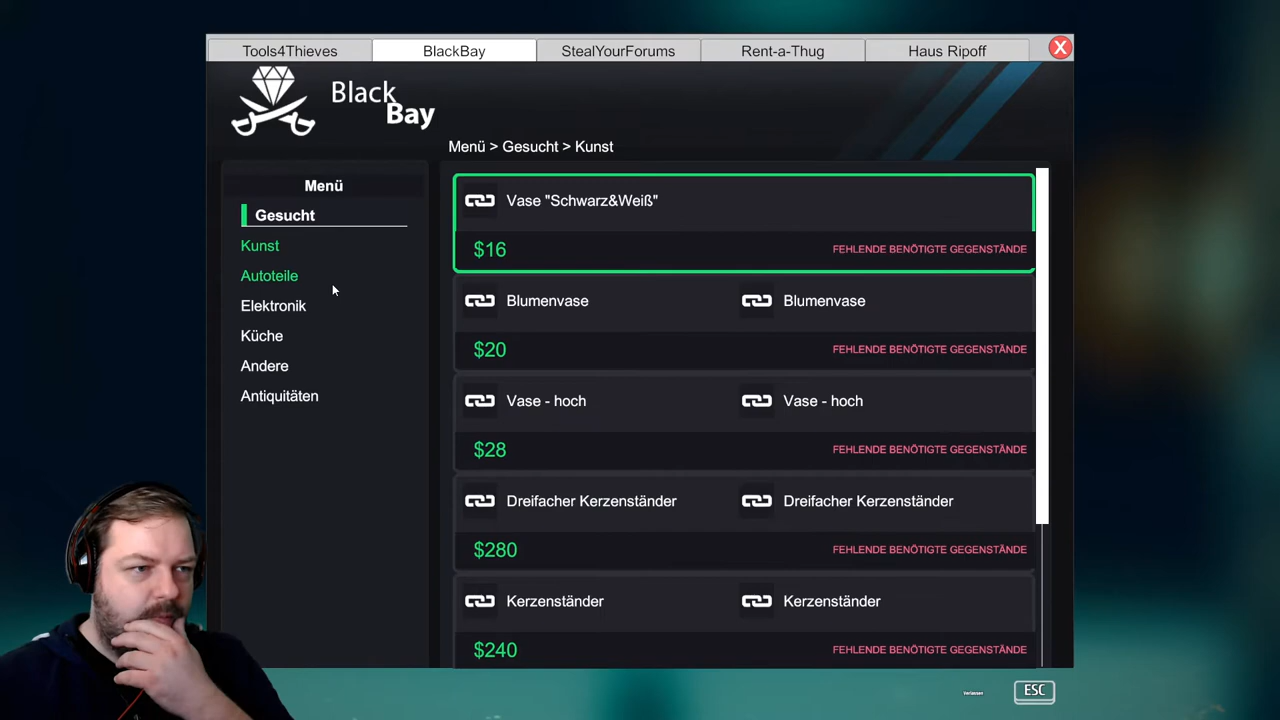 Tools4Thieves
BlackBay
StealYourForums
Rent-a-Thug
Haus Ripoff
X
Black
Bay
Menü > Gesucht > Kunst
Menü
Gesucht
Kunst
Autoteile
Elektronik
Küche
Andere
Antiquitäten
Vase "Schwarz&Weiß"
$16 FEHLENDE BENÖTIGTE GEGENSTÄNDE
Blumenvase Blumenvase
$20 FEHLENDE BENÖTIGTE GEGENSTÄNDE
Vase - hoch Vase - hoch
$28 FEHLENDE BENÖTIGTE GEGENSTÄNDE
Dreifacher Kerzenständer Dreifacher Kerzenständer
$280 FEHLENDE BENÖTIGTE GEGENSTÄNDE
Kerzenständer Kerzenständer
$240 FEHLENDE BENÖTIGTE GEGENSTÄNDE
Verlassen ESC